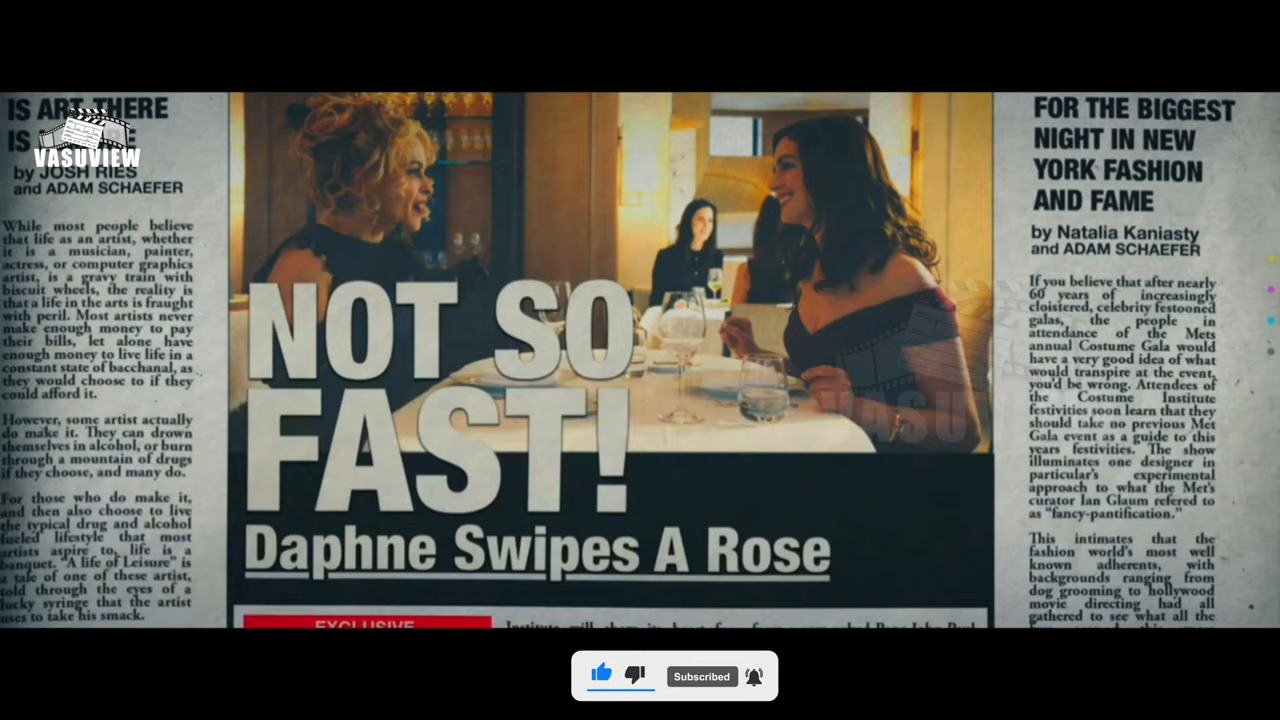 IS ART THERE
IS
by JOSH RIES
and ADAM SCHAEFER
While most people believe
that life as an artist, whether
it is a musician, painter,
actress, or computer graphics
artist, is a gravy train with
biscuit wheels, the reality is
that a life in the arts is fraught
with peril. Most artists never
make enough money to pay
their bills, let alone have
enough money to live life in a
constant state of bacchanal, as
they would choose to if they
could afford it.
However, some artist actually
do make it. They can drown
themselves in alcohol, or burn
through a mountain of drugs
if they choose, and many do.
For those who do make it,
and then also choose to live
the typical drug and alcohol
fueled lifestyle that most
artists aspire to, life is a
banquet. "A life of Leisure" is
a tale of one of these artist,
told through the eyes of a
lucky syringe that the artist
uses to take his smack.
VASUVIEW
NOT SO
FAST!
Daphne Swipes A Rose
EXCLUSIVE
FOR THE BIGGEST
NIGHT IN NEW
YORK FASHION
AND FAME
by Natalia Kaniasty
and ADAM SCHAEFER
If you believe that after nearly
60 years of increasingly
cloistered, celebrity festooned
galas, the people in
attendance of the Mets
annual Costume Gala would
have a very good idea of what
would transpire at the event,
you'd be wrong. Attendees of
the Costume Institute
festivities soon learn that they
should take no previous Met
Gala event as a guide to this
years festivities. The show
illuminates one designer in
particular's experimental
approach to what the Met's
curator Ian Glaum refered to
as "fancy-pantification."
This intimates that the
fashion world's most well
known adherents, with
backgrounds ranging from
dog grooming to hollywood
movie directing had all
gathered to see what all the
VASUVIEW
Subscribed